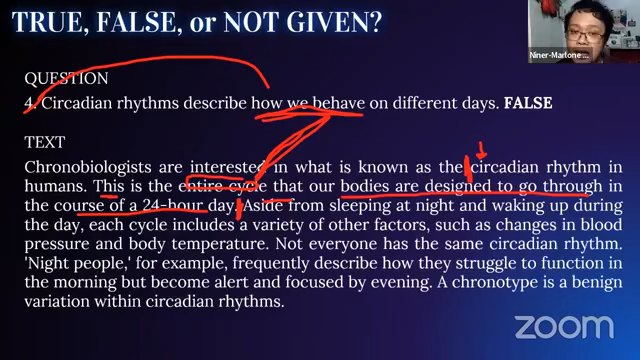 TRUE, FALSE, or NOT GIVEN?
QUESTION
4. Circadian rhythms describe how we behave on different days. FALSE
TEXT
Chronobiologists are interested in what is known as the circadian rhythm in
humans. This is the entire cycle that our bodies are designed to go through in
the course of a 24-hour day. Aside from sleeping at night and waking up during
the day, each cycle includes a variety of other factors, such as changes in blood
pressure and body temperature. Not everyone has the same circadian rhythm.
'Night people,' for example, frequently describe how they struggle to function in
the morning but become alert and focused by evening. A chronotype is a benign
variation within circadian rhythms.
Niner-Marlone ...
zoom